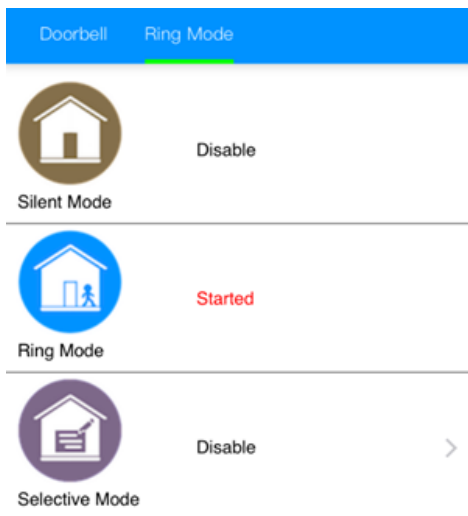 Doorbell Ring Mode
Disable
Silent Mode
Started
Ring Mode
Disable
Selective Mode